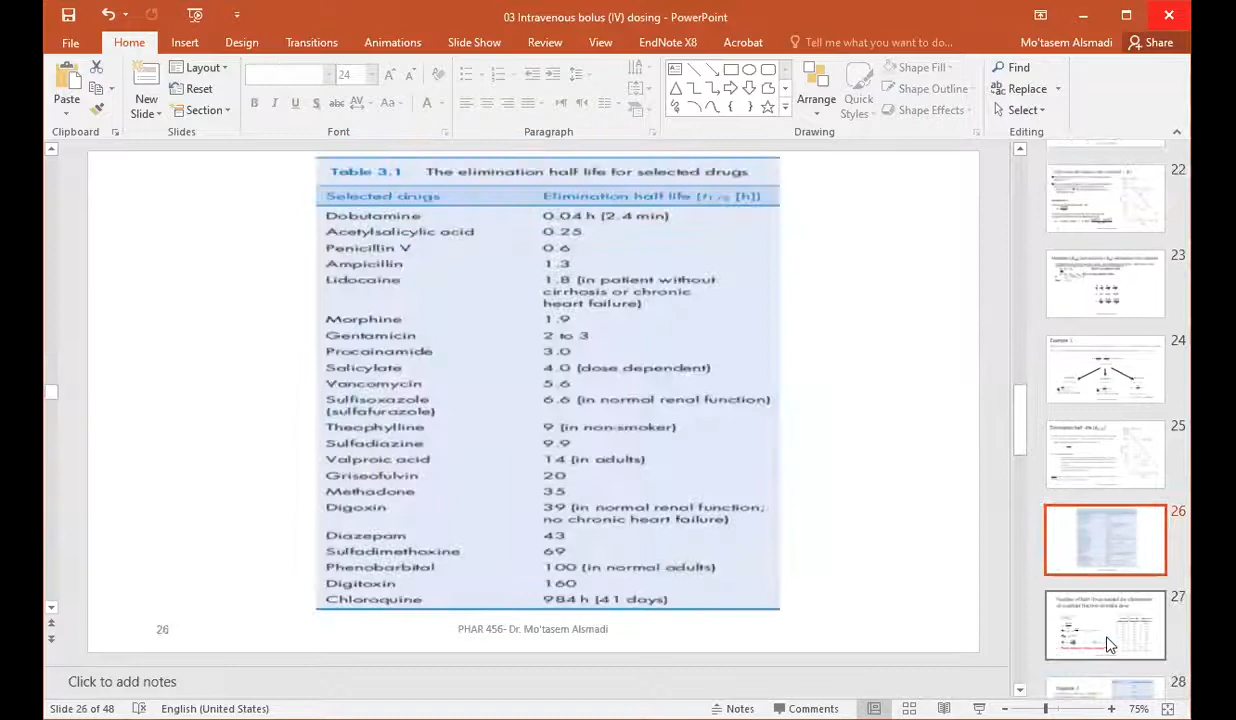 03 Intravenous bolus (IV) dosing - PowerPoint
File Home Insert Design Transitions Animations Slide Show Review View EndNote X8 Acrobat Tell me what you want to do... Mo'tasem Alsmadi Share
Paste
New Slide
Layout
Reset
Section
24
B I U S abc AV Aa A
Arrange
Quick Styles
Shape Fill
Shape Outline
Shape Effects
Find
Replace
Select
Clipboard Slides Font Paragraph Drawing Editing
Table 3.1 The elimination half life for selected drugs
Selected drugs Elimination half life (t1/2 [h])
Dobutamine 0.04 h (2.4 min)
Acetylsalicylic acid 0.25
Penicillin V 0.6
Ampicillin 1.3
Lidocaine 1.8 (in patient without
cirrhosis or chronic
heart failure)
Morphine 1.9
Gentamicin 2 to 3
Procainamide 3.0
Salicylate 4.0 (dose dependent)
Vancomycin 5.6
Sulfisoxazole 6.6 (in normal renal function)
(sulfafurazole)
Theophylline 9 (in non-smoker)
Sulfadiazine 9.9
Valproic acid 14 (in adults)
Griseofulvin 20
Methadone 35
Digoxin 39 (in normal renal function;
no chronic heart failure)
Diazepam 43
Sulfadimethoxine 69
Phenobarbital 100 (in normal adults)
Digitoxin 160
Chloroquine 984 h (41 days)
26
PHAR 456- Dr. Mo'tasem Alsmadi
22
23
24
25
26
27
28
Click to add notes
Slide 26 of 48 English (United States) Notes Comments 75%